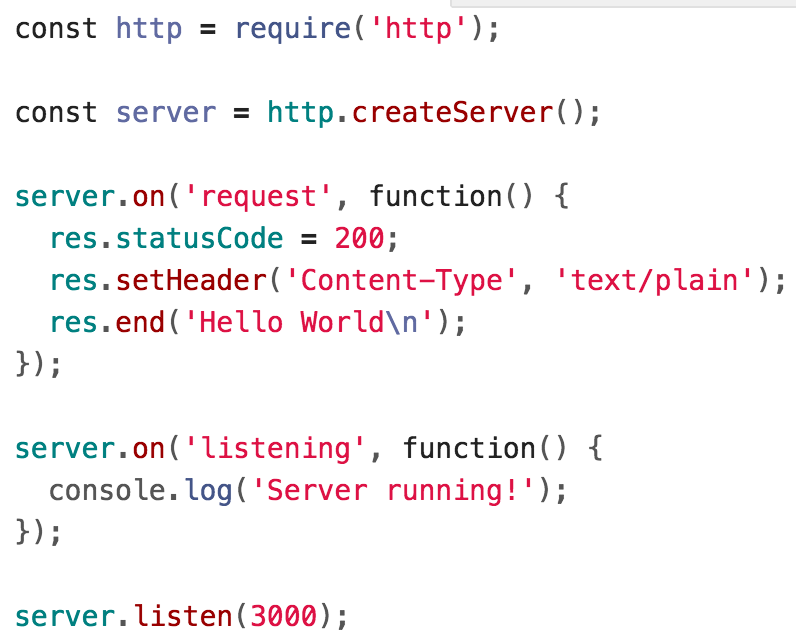 const http = require('http');
const server = http.createServer();
server.on('request', function() {
  res.statusCode = 200;
  res.setHeader('Content-Type', 'text/plain');
  res.end('Hello World\n');
});
server.on('listening', function() {
  console.log('Server running!');
});
server.listen(3000);